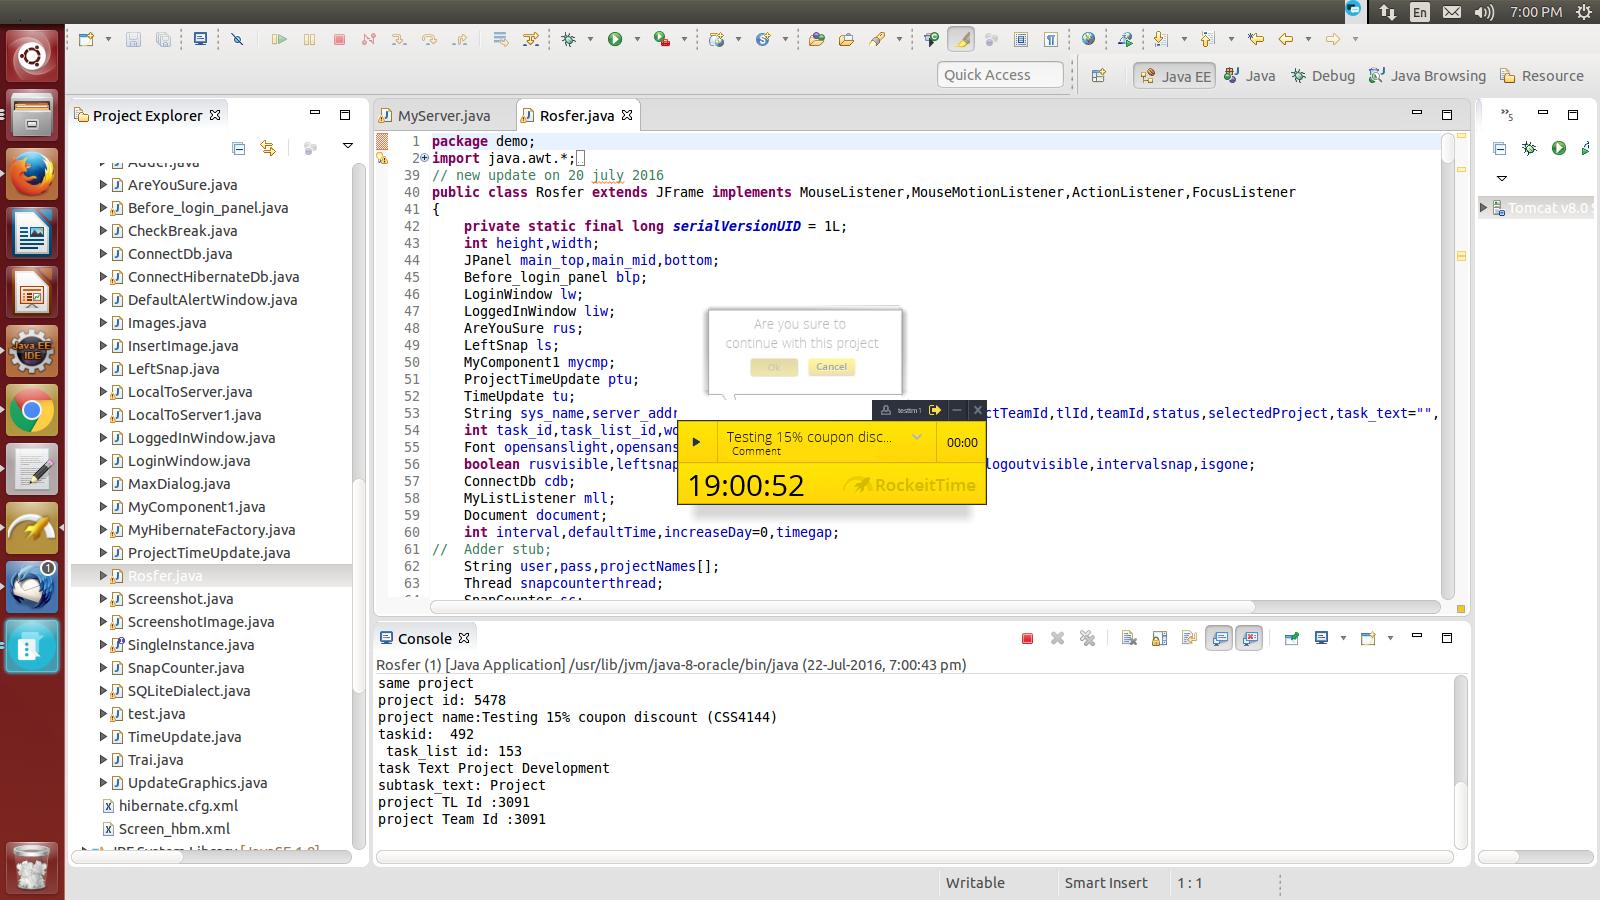 En
7:00 PM
Quick Access
Java EE
Java
Debug
Java Browsing
Resource
Project Explorer
Adder.java
AreYouSure.java
Before_login_panel.java
CheckBreak.java
ConnectDb.java
ConnectHibernateDb.java
DefaultAlertWindow.java
Images.java
InsertImage.java
LeftSnap.java
LocalToServer.java
LocalToServer1.java
LoggedInWindow.java
LoginWindow.java
MaxDialog.java
MyComponent1.java
MyHibernateFactory.java
ProjectTimeUpdate.java
Rosfer.java
Screenshot.java
ScreenshotImage.java
SingleInstance.java
SnapCounter.java
SQLiteDialect.java
test.java
TimeUpdate.java
Trai.java
UpdateGraphics.java
hibernate.cfg.xml
Screen_hbm.xml
JRE System Library [JavaSE-1.8]
MyServer.java
Rosfer.java
1 package demo;
2 import java.awt.*;
39 // new update on 20 july 2016
40 public class Rosfer extends JFrame implements MouseListener,MouseMotionListener,ActionListener,FocusListener
41 {
42 private static final long serialVersionUID = 1L;
43 int height,width;
44 JPanel main_top,main_mid,bottom;
45 Before_login_panel blp;
46 LoginWindow lw;
47 LoggedInWindow liw;
48 AreYouSure rus;
49 LeftSnap ls;
50 MyComponent1 mycmp;
51 ProjectTimeUpdate ptu;
52 TimeUpdate tu;
53 String sys_name,server_addr ctTeamId,tlId,teamId,status,selectedProject,task_text="",
54 int task_id,task_list_id,wo
55 Font opensanslight,opensans
56 boolean rusvisible,leftsnap logoutvisible,intervalsnap,isgone;
57 ConnectDb cdb;
58 MyListListener mll;
59 Document document;
60 int interval,defaultTime,increaseDay=0,timegap;
61 // Adder stub;
62 String user,pass,projectNames[];
63 Thread snapcounterthread;
64 SnapCounter sc;
Are you sure to
continue with this project
Ok
Cancel
testtm1
Testing 15% coupon disc...
Comment
00:00
19:00:52
RockeitTime
Tomcat v8.0 S
5
Java EE
IDE
1
Console
Rosfer (1) [Java Application] /usr/lib/jvm/java-8-oracle/bin/java (22-Jul-2016, 7:00:43 pm)
same project
project id: 5478
project name:Testing 15% coupon discount (CSS4144)
taskid: 492
task_list id: 153
task Text Project Development
subtask_text: Project
project TL Id :3091
project Team Id :3091
Writable
Smart Insert
1 : 1